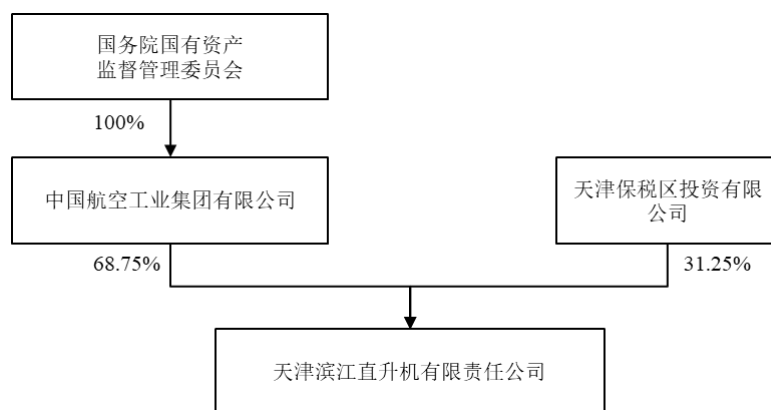 国务院国有资产
监督管理委员会
100%
中国航空工业集团有限公司
天津保税区投资有限
公司
68.75%
31.25%
天津滨江直升机有限责任公司